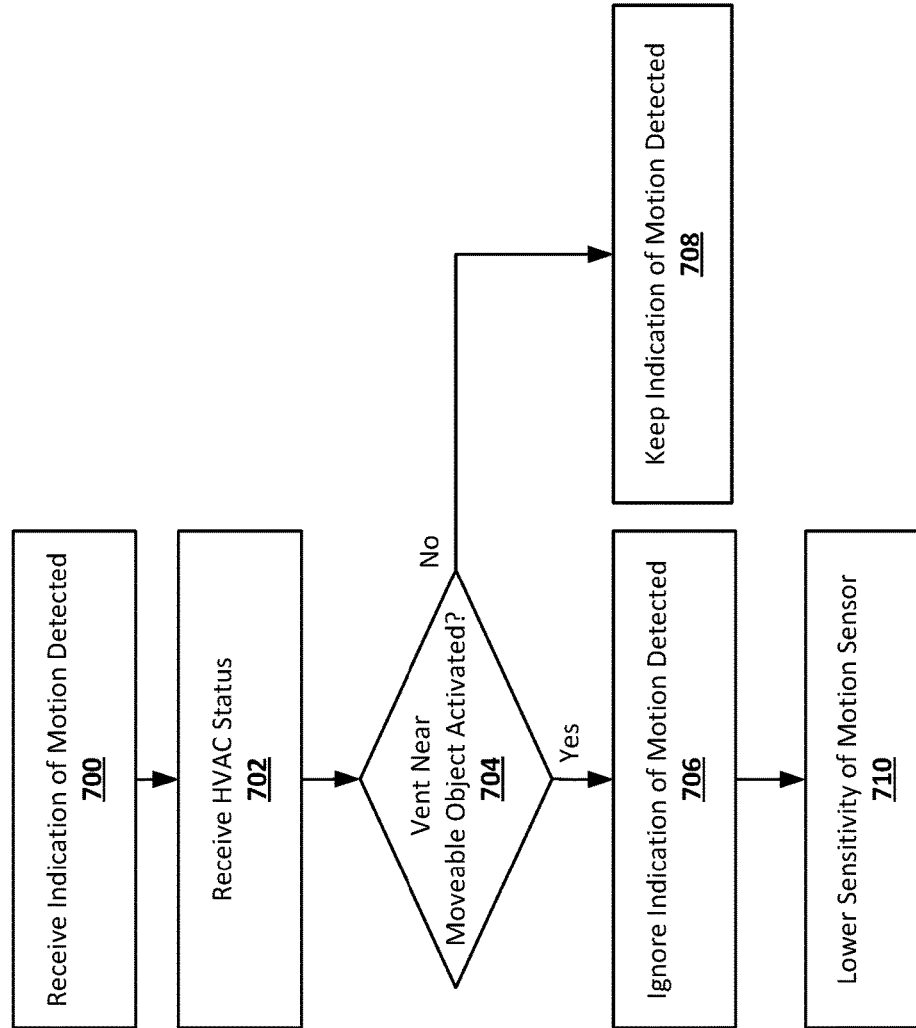 Receive Indication of Motion Detected
700
Receive HVAC Status
702
Vent Near
Moveable Object Activated?
704
No
Yes
Keep Indication of Motion Detected
708
Ignore Indication of Motion Detected
706
Lower Sensitivity of Motion Sensor
710